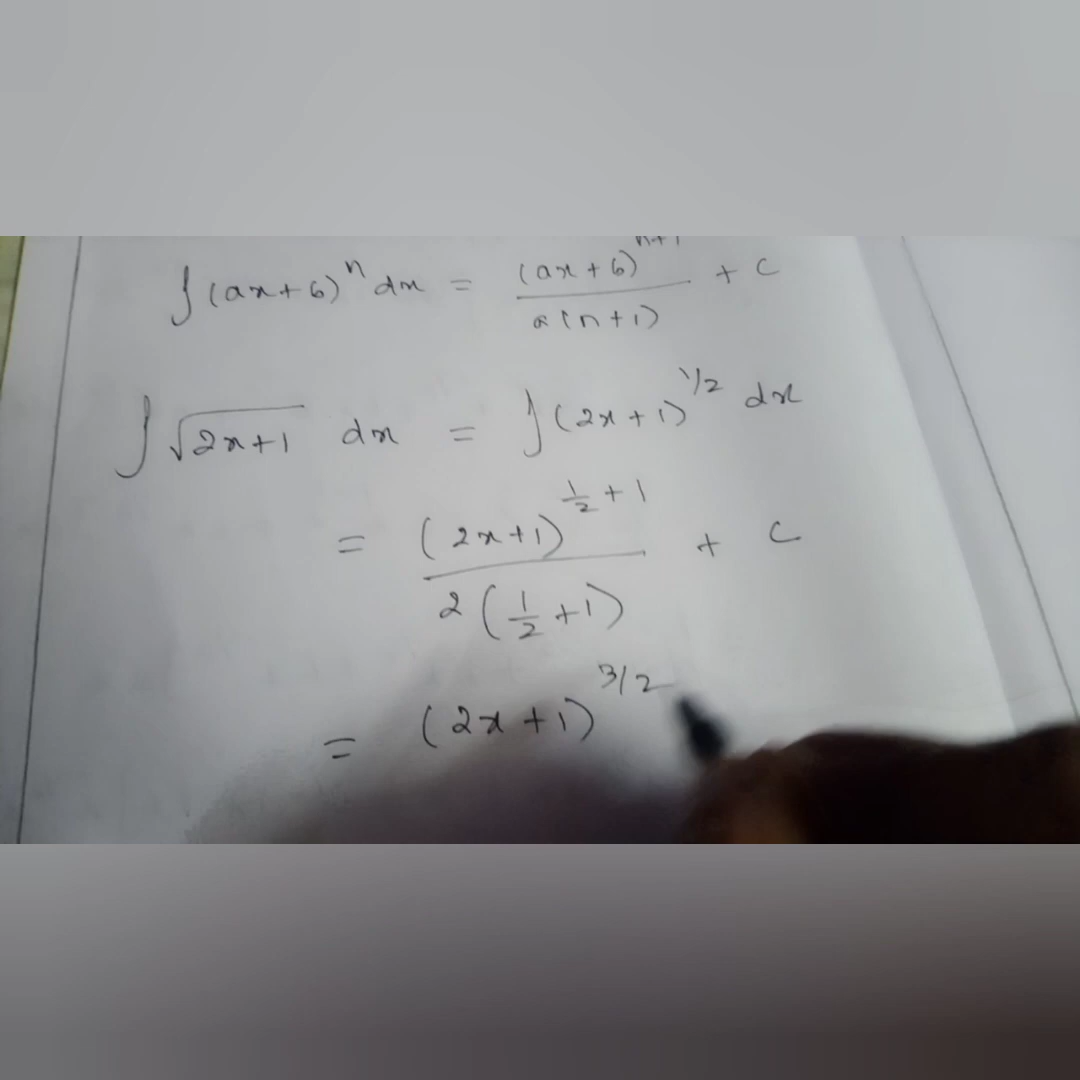 ∫(ax+b)^n dx = (ax+b)^(n+1) / a(n+1) + c
∫√(2x+1) dx = ∫(2x+1)^(1/2) dx
= (2x+1)^(1/2+1) / 2(1/2+1) + c
= (2x+1)^(3/2)